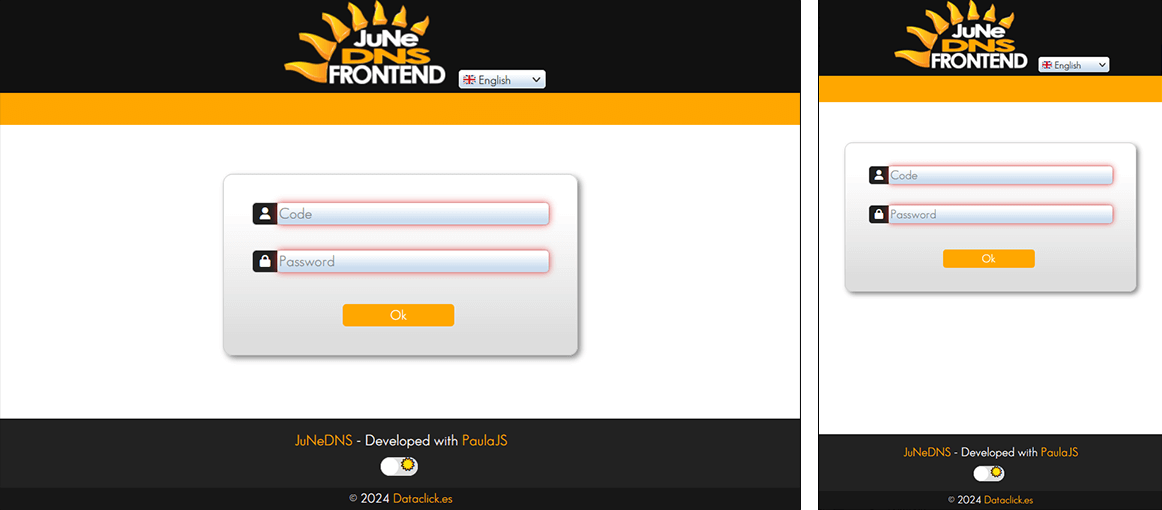 JuNe
DNS
FRONTEND
English
Code
Password
Ok
JuNeDNS - Developed with PaulaJS
© 2024 Dataclick.es
JuNe
DNS
FRONTEND
English
Code
Password
Ok
JuNeDNS - Developed with PaulaJS
© 2024 Dataclick.es